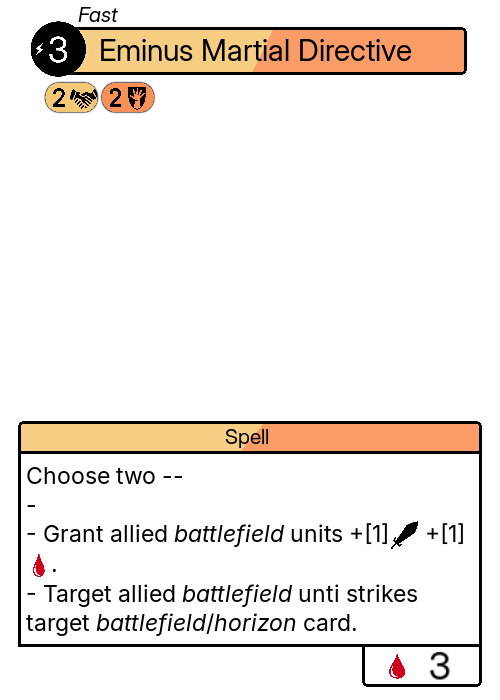 Fast
3 Eminus Martial Directive
2 2
Spell
Choose two --
-
- Grant allied battlefield units +[1] +[1]
.
- Target allied battlefield unti strikes
target battlefield/horizon card.
3